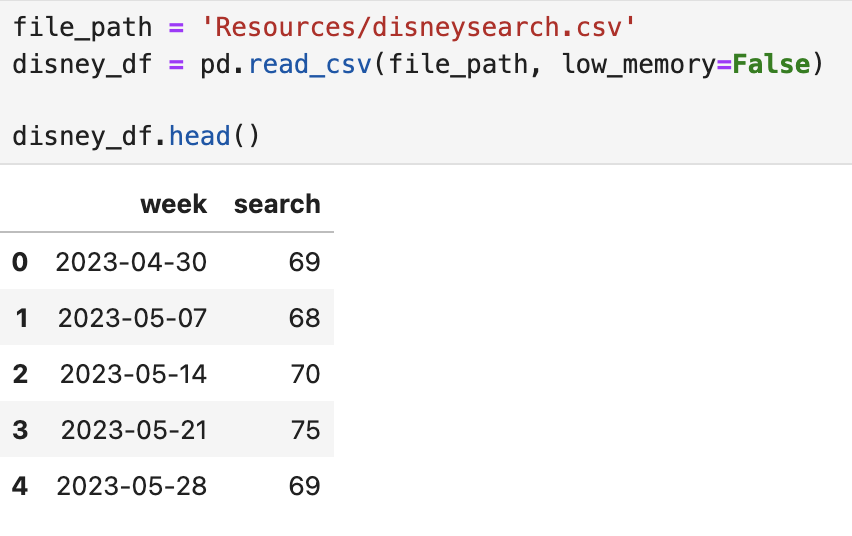 file_path = 'Resources/disneysearch.csv'
disney_df = pd.read_csv(file_path, low_memory=False)
disney_df.head()
week search
0 2023-04-30 69
1 2023-05-07 68
2 2023-05-14 70
3 2023-05-21 75
4 2023-05-28 69